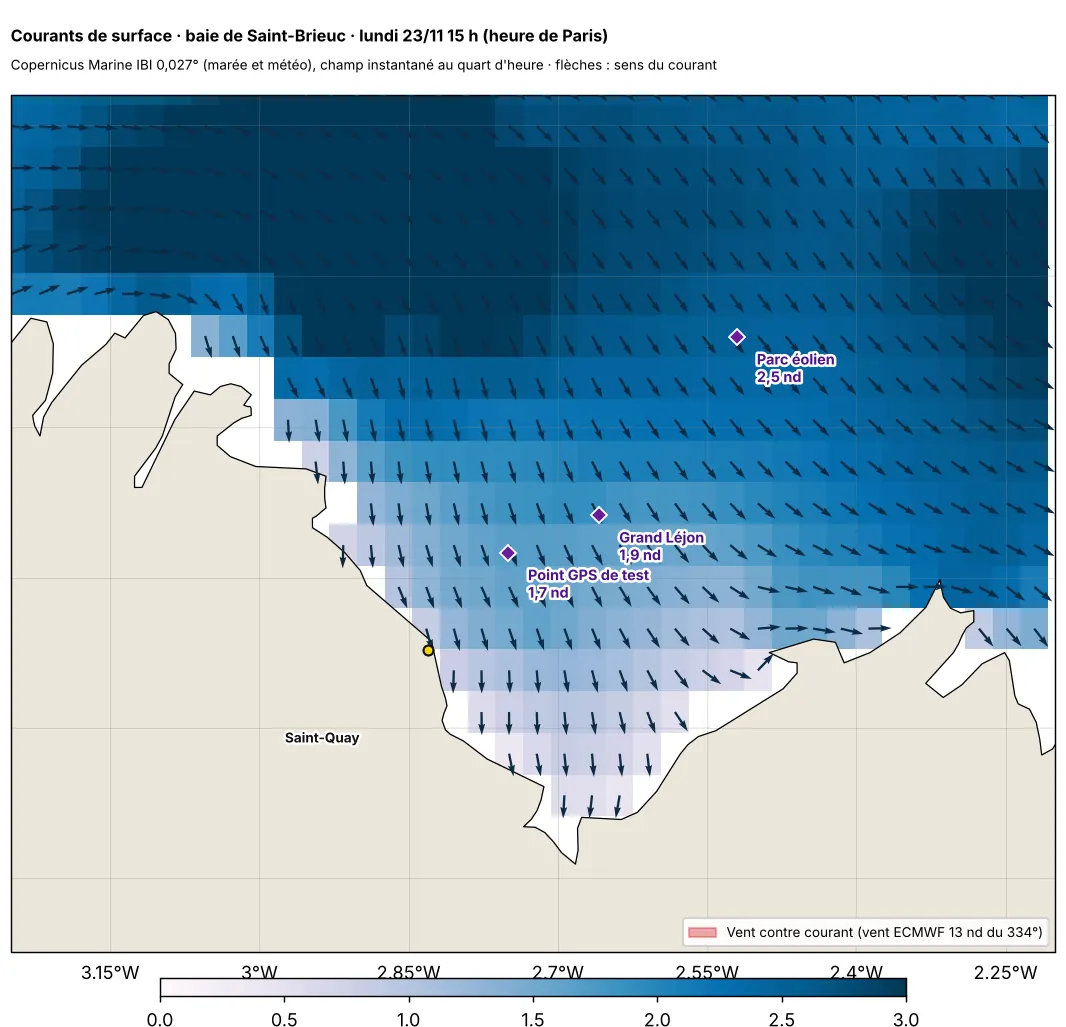 Courants de surface · baie de Saint-Brieuc · lundi 23/11 15 h (heure de Paris)
Copernicus Marine IBI 0,027° (marée et météo), champ instantané au quart d'heure · flèches : sens du courant
Parc éolien
2,5 nd
Grand Léjon
1,9 nd
Point GPS de test
1,7 nd
Saint-Quay
Vent contre courant (vent ECMWF 13 nd du 334°)
3.15°W 3°W 2.85°W 2.7°W 2.55°W 2.4°W 2.25°W
0.0 0.5 1.0 1.5 2.0 2.5 3.0